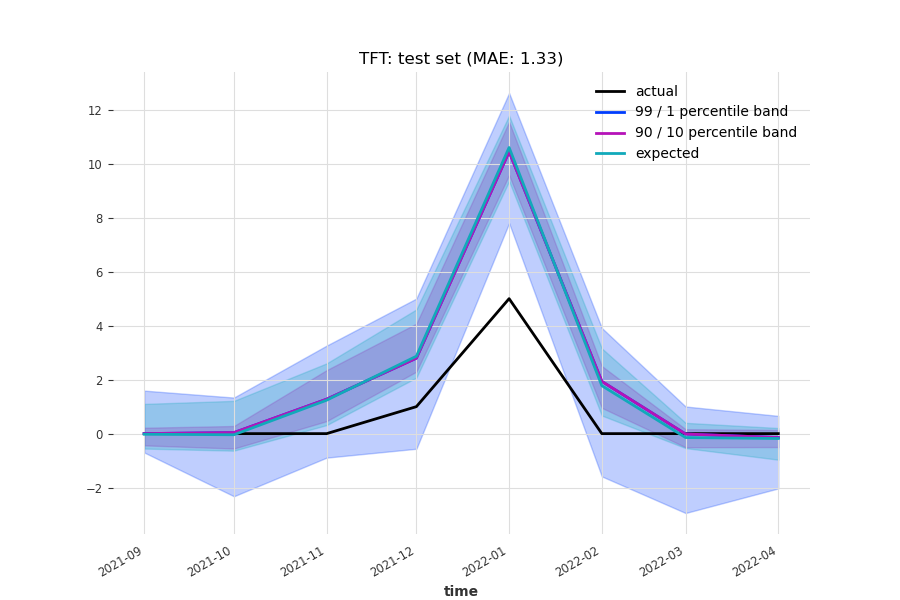 TFT: test set (MAE: 1.33)
actual
99 / 1 percentile band
90 / 10 percentile band
expected
12
10
8
6
4
2
0
−2
2021-09
2021-10
2021-11
2021-12
2022-01
2022-02
2022-03
2022-04
time